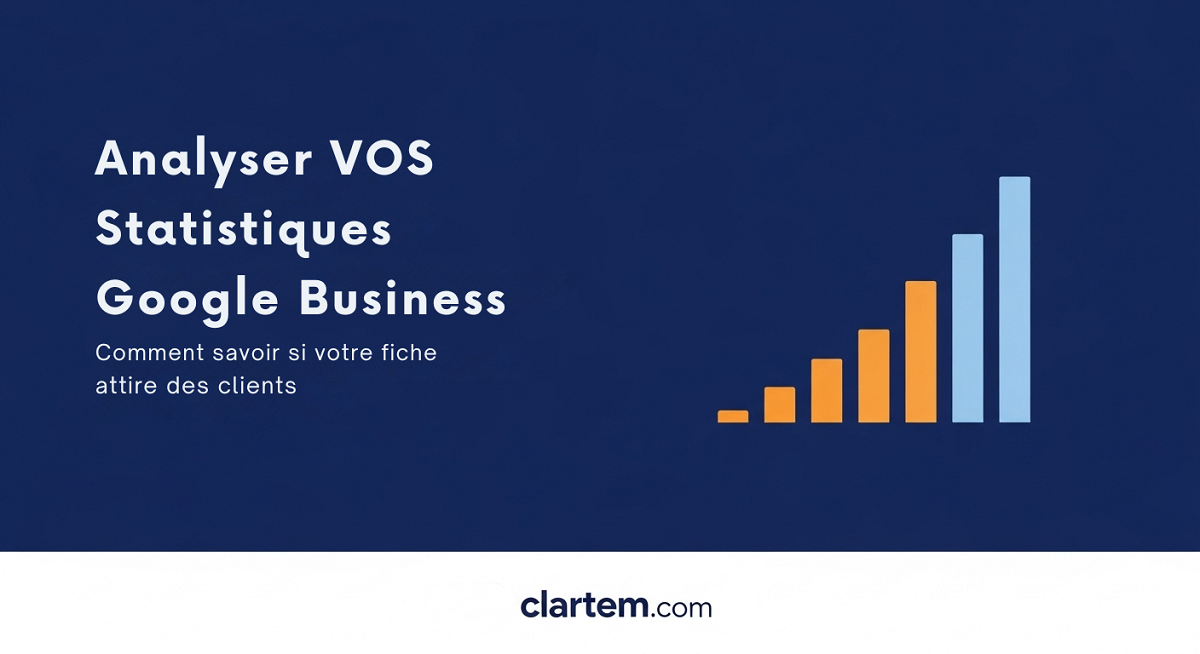 Analyser VOS
Statistiques
Google Business
Comment savoir si votre fiche
attire des clients
clartem.com